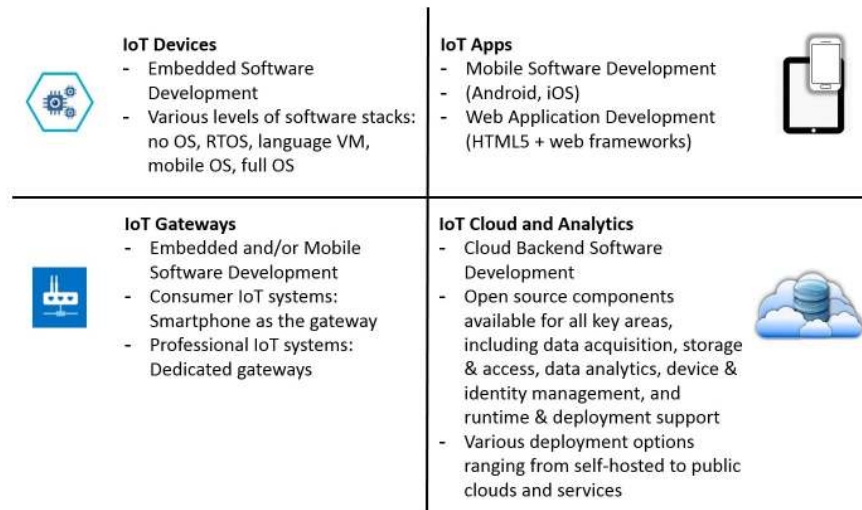 IoT Devices
- Embedded Software
Development
- Various levels of software stacks:
no OS, RTOS, language VM,
mobile OS, full OS
IoT Apps
- Mobile Software Development
- (Android, iOS)
- Web Application Development
(HTML5 + web frameworks)
IoT Gateways
- Embedded and/or Mobile
Software Development
- Consumer IoT systems:
Smartphone as the gateway
- Professional IoT systems:
Dedicated gateways
IoT Cloud and Analytics
- Cloud Backend Software
Development
- Open source components
available for all key areas,
including data acquisition, storage
& access, data analytics, device &
identity management, and
runtime & deployment support
- Various deployment options
ranging from self-hosted to public
clouds and services